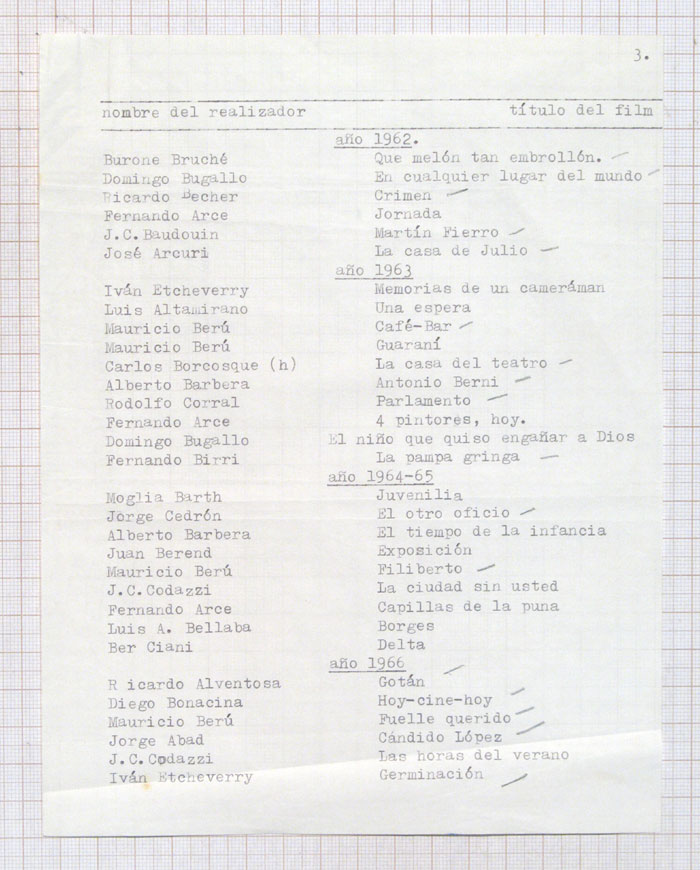 3.
nombre del realizador título del film
año 1962.
Burone Bruché Que melón tan embrollón.
Domingo Bugallo En cualquier lugar del mundo
Ricardo Becher Crimen
Fernando Arce Jornada
J.C.Baudouin Martín Fierro
José Arcuri La casa de Julio
año 1963
Iván Etcheverry Memorias de un cameráman
Luis Altamirano Una espera
Mauricio Berú Café-Bar
Mauricio Berú Guaraní
Carlos Borcosque (h) La casa del teatro
Alberto Barbera Antonio Berni
Rodolfo Corral Parlamento
Fernando Arce 4 pintores, hoy.
Domingo Bugallo El niño que quiso engañar a Dios
Fernando Birri La pampa gringa
año 1964-65
Moglia Barth Juvenilia
Jorge Cedrón El otro oficio
Alberto Barbera El tiempo de la infancia
Juan Berend Exposición
Mauricio Berú Filiberto
J.C.Codazzi La ciudad sin usted
Fernando Arce Capillas de la puna
Luis A. Bellaba Borges
Ber Ciani Delta
año 1966
R icardo Alventosa Gotán
Diego Bonacina Hoy-cine-hoy
Mauricio Berú Fuelle querido
Jorge Abad Cándido López
J.C.Codazzi Las horas del verano
Iván Etcheverry Germinación